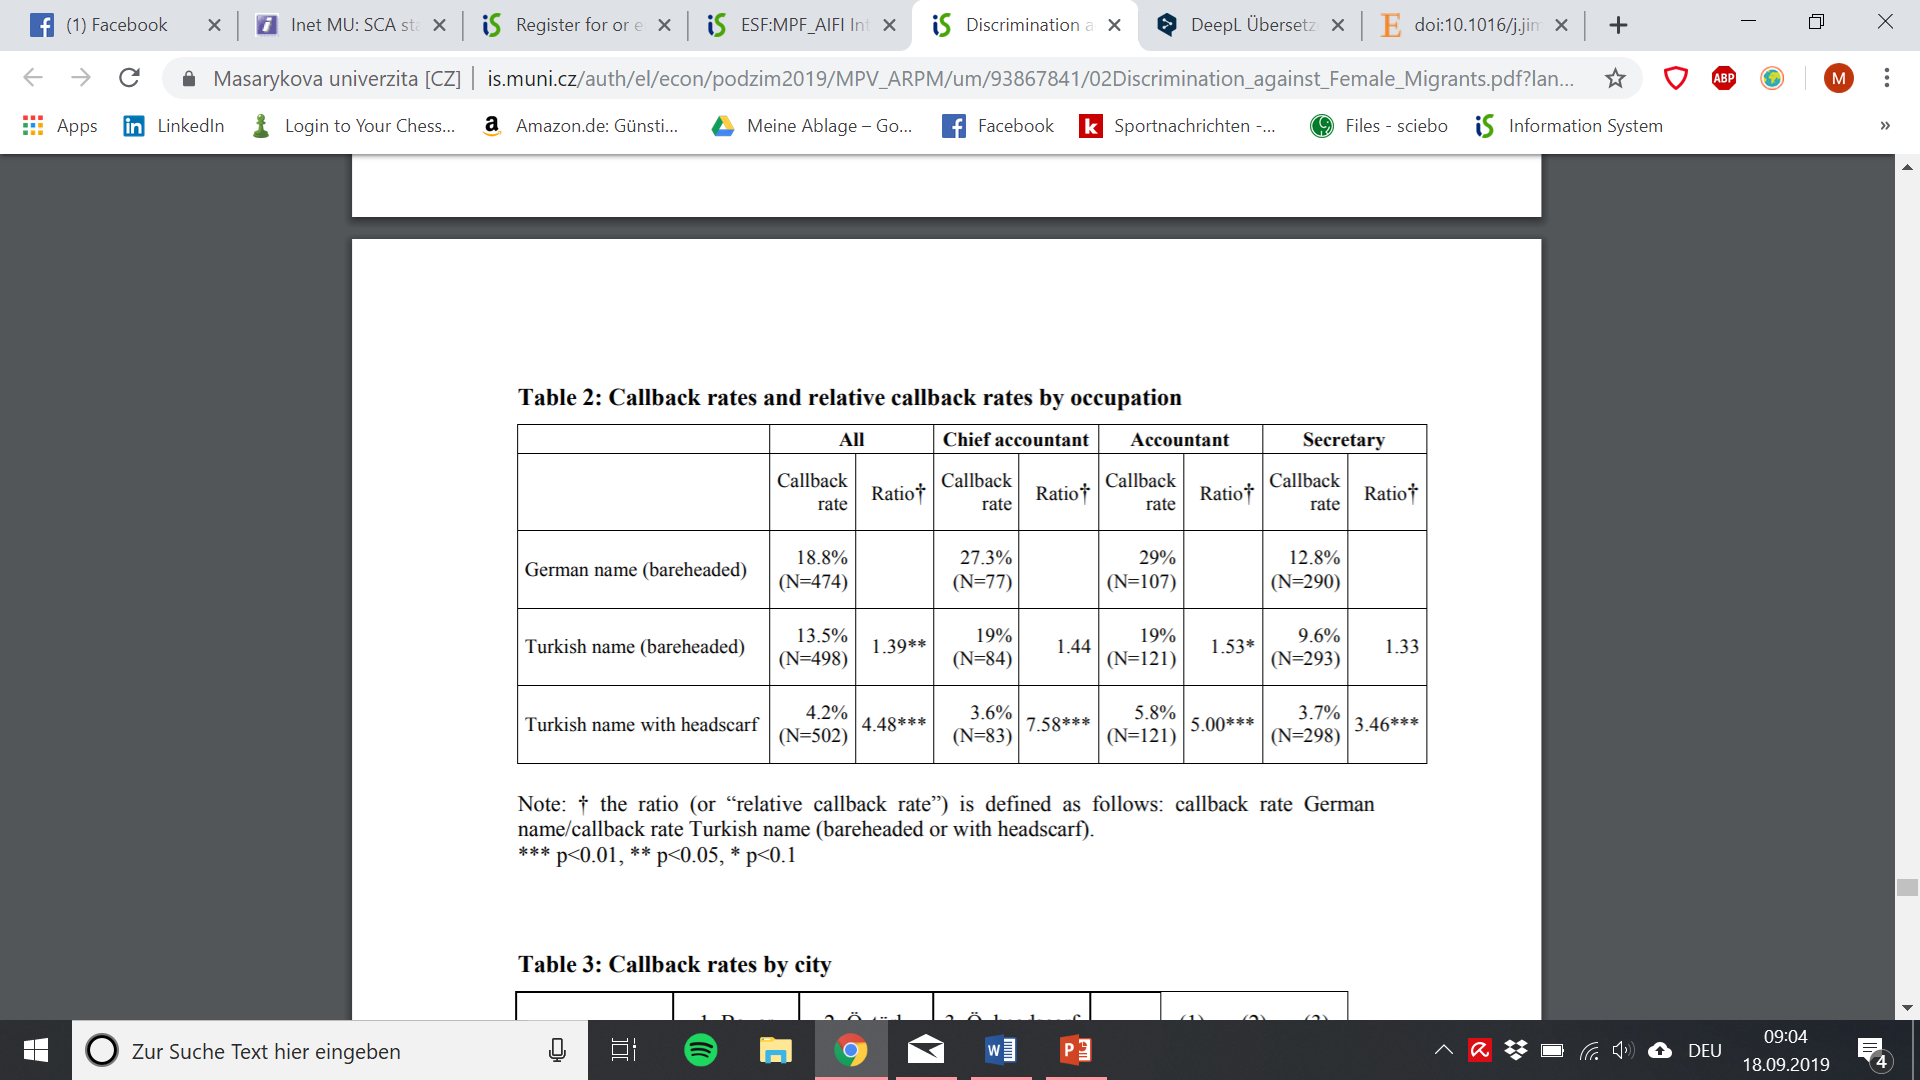 (1) Facebook
Inet MU: SCA sta
Register for or e
ESF:MPF_AIFI Int
Discrimination a
DeepL Übersetz
E doi:10.1016/j.jim
Masarykova univerzita [CZ] | is.muni.cz/auth/el/econ/podzim2019/MPV_ARPM/um/93867841/02Discrimination_against_Female_Migrants.pdf?lan...
ABP
M
Apps
LinkedIn
Login to Your Chess...
Amazon.de: Günsti...
Meine Ablage – Go...
Facebook
Sportnachrichten -...
Files - sciebo
Information System
»
Table 2: Callback rates and relative callback rates by occupation
All Chief accountant Accountant Secretary
Callback rate Ratio† Callback rate Ratio† Callback rate Ratio† Callback rate Ratio†
German name (bareheaded) 18.8% (N=474) 27.3% (N=77) 29% (N=107) 12.8% (N=290)
Turkish name (bareheaded) 13.5% (N=498) 1.39** 19% (N=84) 1.44 19% (N=121) 1.53* 9.6% (N=293) 1.33
Turkish name with headscarf 4.2% (N=502) 4.48*** 3.6% (N=83) 7.58*** 5.8% (N=121) 5.00*** 3.7% (N=298) 3.46***
Note: † the ratio (or “relative callback rate”) is defined as follows: callback rate German
name/callback rate Turkish name (bareheaded or with headscarf).
*** p<0.01, ** p<0.05, * p<0.1
Table 3: Callback rates by city
Zur Suche Text hier eingeben
DEU
09:04
18.09.2019
4